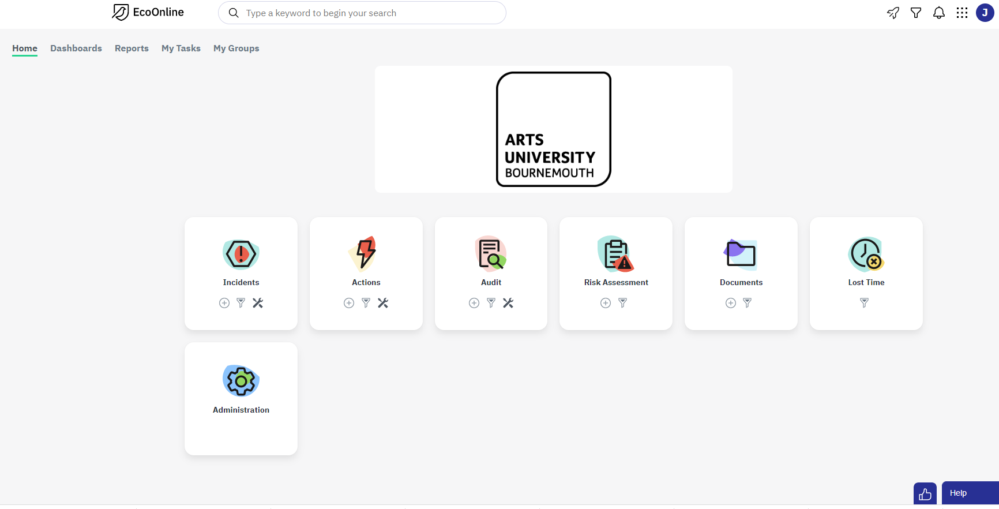 EcoOnline
Type a keyword to begin your search
J
Home Dashboards Reports My Tasks My Groups
ARTS
UNIVERSITY
BOURNEMOUTH
Incidents Actions Audit Risk Assessment Documents Lost Time
Administration
Help